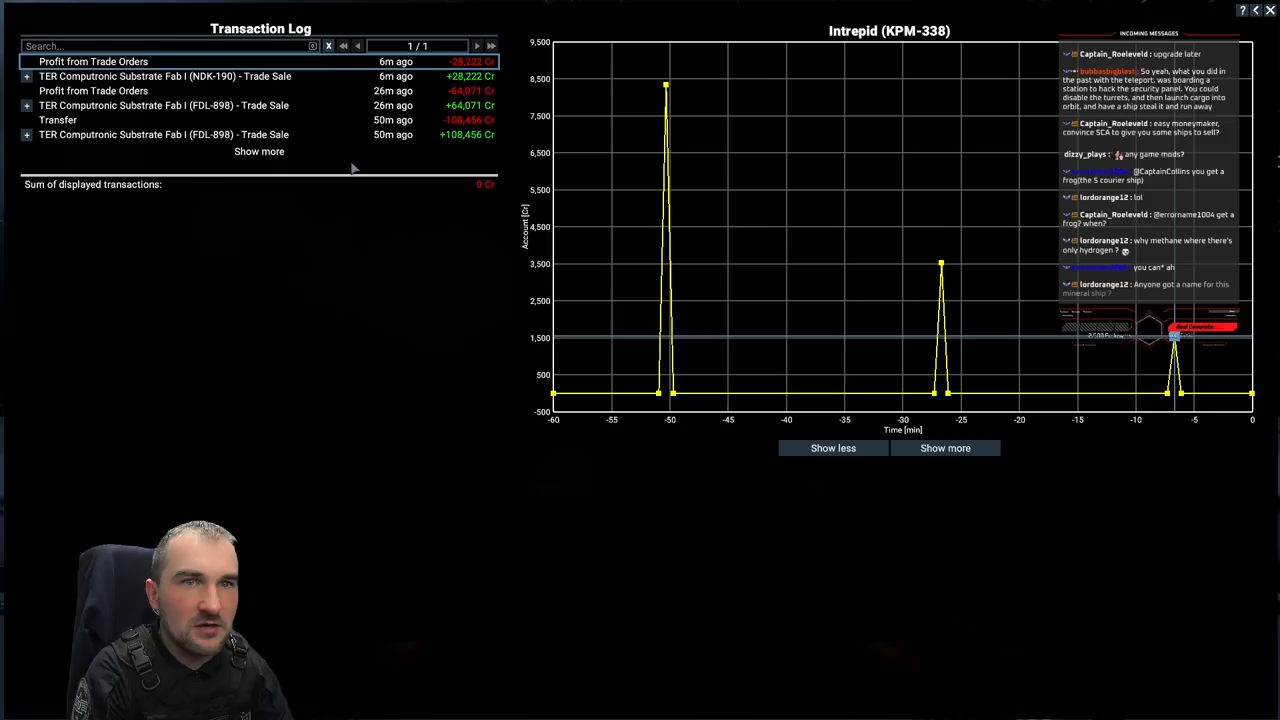 ? < X
Transaction Log
Search... X 1 / 1
Profit from Trade Orders 6m ago -28,222 Cr
+ TER Computronic Substrate Fab I (NDK-190) - Trade Sale 6m ago +28,222 Cr
Profit from Trade Orders 26m ago -64,071 Cr
+ TER Computronic Substrate Fab I (FDL-898) - Trade Sale 26m ago +64,071 Cr
Transfer 50m ago -108,456 Cr
+ TER Computronic Substrate Fab I (FDL-898) - Trade Sale 50m ago +108,456 Cr
Show more
Sum of displayed transactions: 0 Cr
Intrepid (KPM-338)
9,500
8,500
7,500
6,500
5,500
4,500
3,500
2,500
1,500
500
-500
Account [Cr]
-60 -55 -50 -45 -40 -35 -30 -25 -20 -15 -10 -5 0
Time [min]
Show less Show more
INCOMING MESSAGES
Captain_Roeleveld : upgrade later
bubbasbigblast : So yeah, what you did in
the past with the teleport, was boarding a
station to hack the security panel. You could
disable the turrets, and then launch cargo into
orbit, and have a ship steal it and run away
Captain_Roeleveld : easy moneymaker,
convince SCA to give you some ships to sell?
dizzy_plays : any game mods?
@CaptainCollins you get a
frog(the S courier ship)
lordorange12 : lol
Captain_Roeleveld : @errorname1004 get a
frog? when?
lordorange12 : why methane where there's
only hydrogen ?
you can* ah
lordorange12 : Anyone got a name for this
mineral ship ?